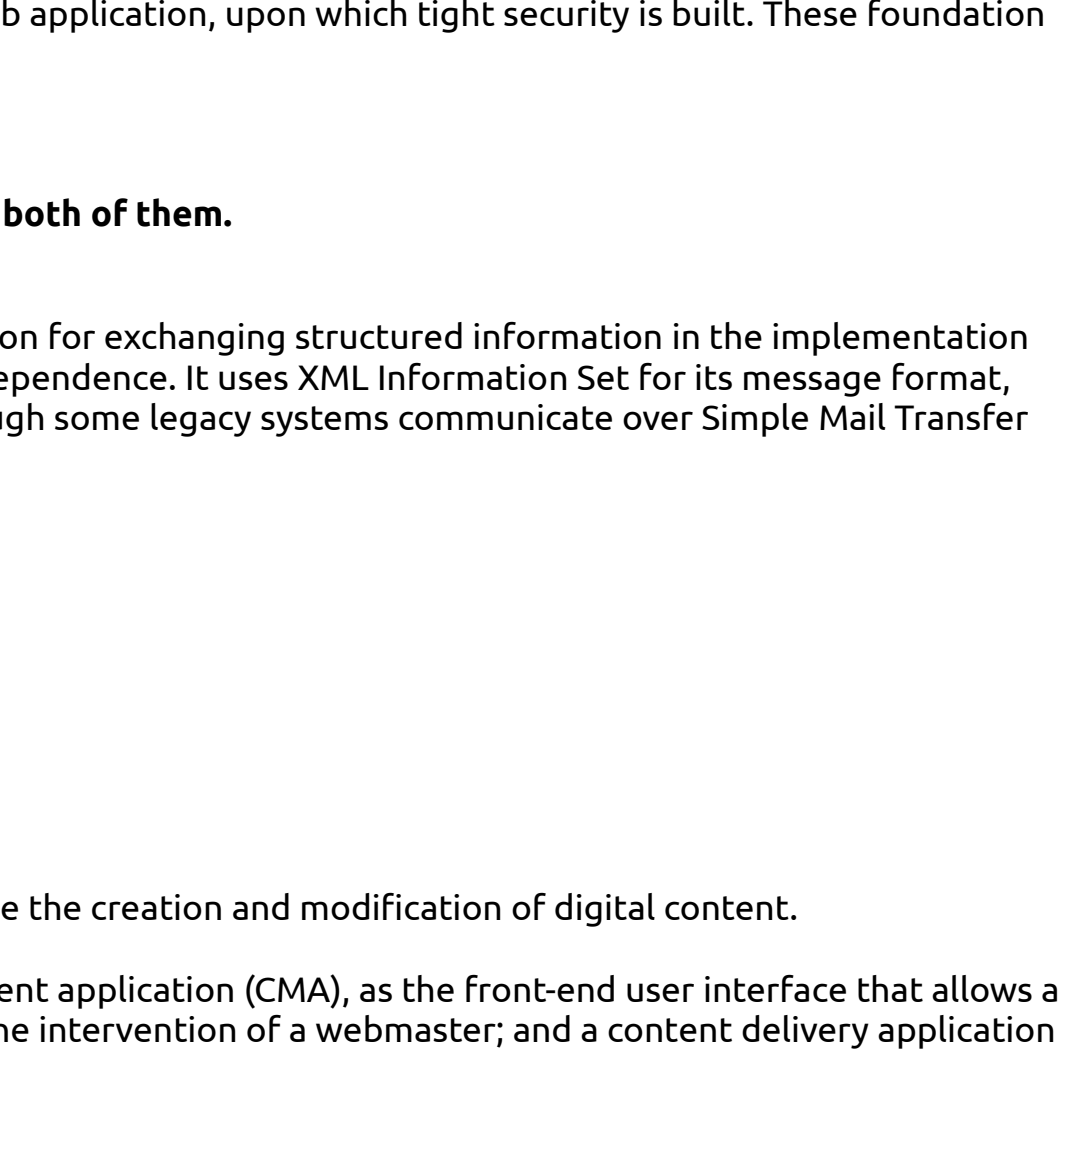 b application, upon which tight security is built. These foundation
both of them.
on for exchanging structured information in the implementation
ependence. It uses XML Information Set for its message format,
ugh some legacy systems communicate over Simple Mail Transfer
e the creation and modification of digital content.
ent application (CMA), as the front-end user interface that allows a
he intervention of a webmaster; and a content delivery application